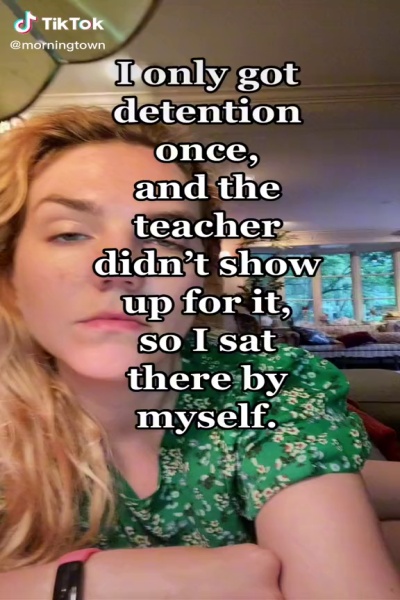 TikTok
@morningtown
I only got
detention
once,
and the
teacher
didn’t show
up for it,
so I sat
there by
myself.